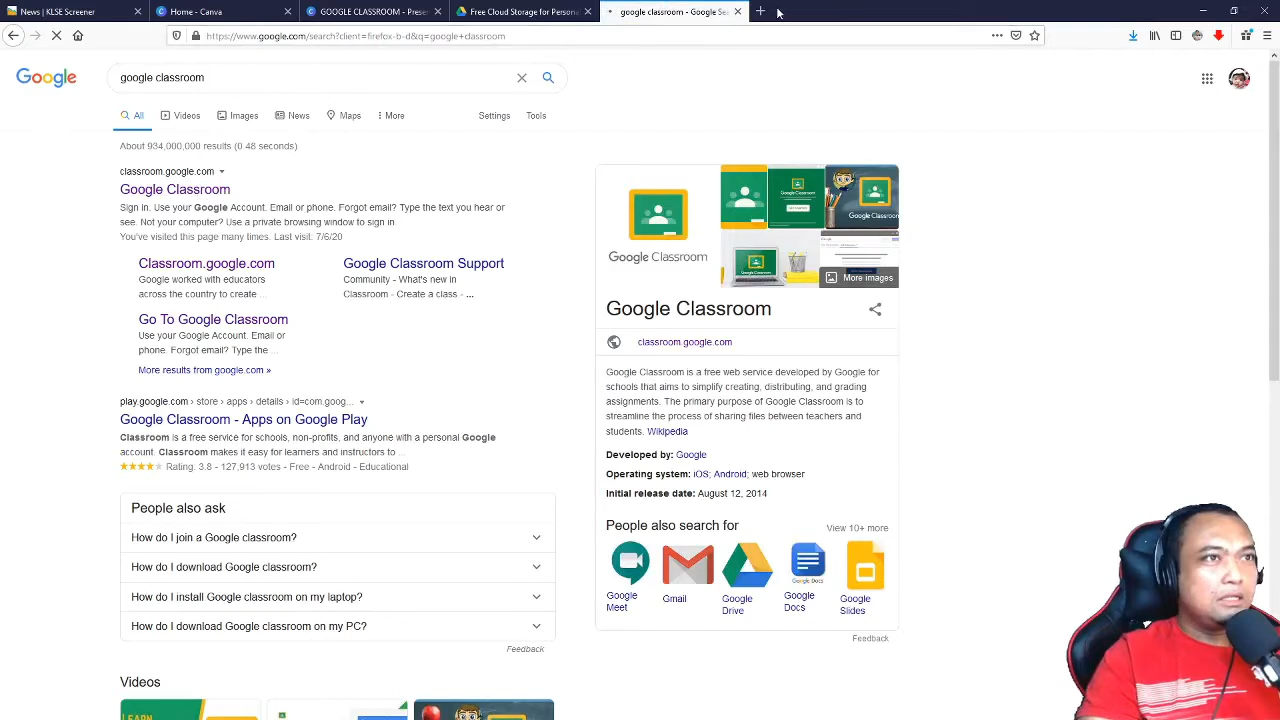 News | KLSE Screener
Home - Canva
GOOGLE CLASSROOM - Presen
Free Cloud Storage for Personal
google classroom - Google Sea
https://www.google.com/search?client=firefox-b-d&q=google+classroom
Google
google classroom
All
Videos
Images
News
Maps
More
Settings
Tools
About 934,000,000 results (0.48 seconds)
classroom.google.com
Google Classroom
Sign in. Use your Google Account. Email or phone. Forgot email? Type the text you hear or
see. Not your computer? Use a private browsing window to sign in.
You've visited this page many times. Last visit: 7/6/20
Classroom.google.com
Google worked with educators
across the country to create ...
Google Classroom Support
Community - What's new in
Classroom - Create a class - ...
Go To Google Classroom
Use your Google Account. Email or
phone. Forgot email? Type the ...
More results from google.com »
play.google.com › store › apps › details › id=com.goog...
Google Classroom - Apps on Google Play
Classroom is a free service for schools, non-profits, and anyone with a personal Google
account. Classroom makes it easy for learners and instructors to ...
Rating: 3.8 - 127,913 votes - Free - Android - Educational
People also ask
How do I join a Google classroom?
How do I download Google classroom?
How do I install Google classroom on my laptop?
How do I download Google classroom on my PC?
Feedback
Videos
LEARN
Google Classroom
Google Classroom
More images
Google Classroom
classroom.google.com
Google Classroom is a free web service developed by Google for
schools that aims to simplify creating, distributing, and grading
assignments. The primary purpose of Google Classroom is to
streamline the process of sharing files between teachers and
students. Wikipedia
Developed by: Google
Operating system: iOS; Android; web browser
Initial release date: August 12, 2014
People also search for
View 10+ more
Google Docs
Google
Meet
Gmail
Google
Drive
Google
Docs
Google
Slides
Feedback